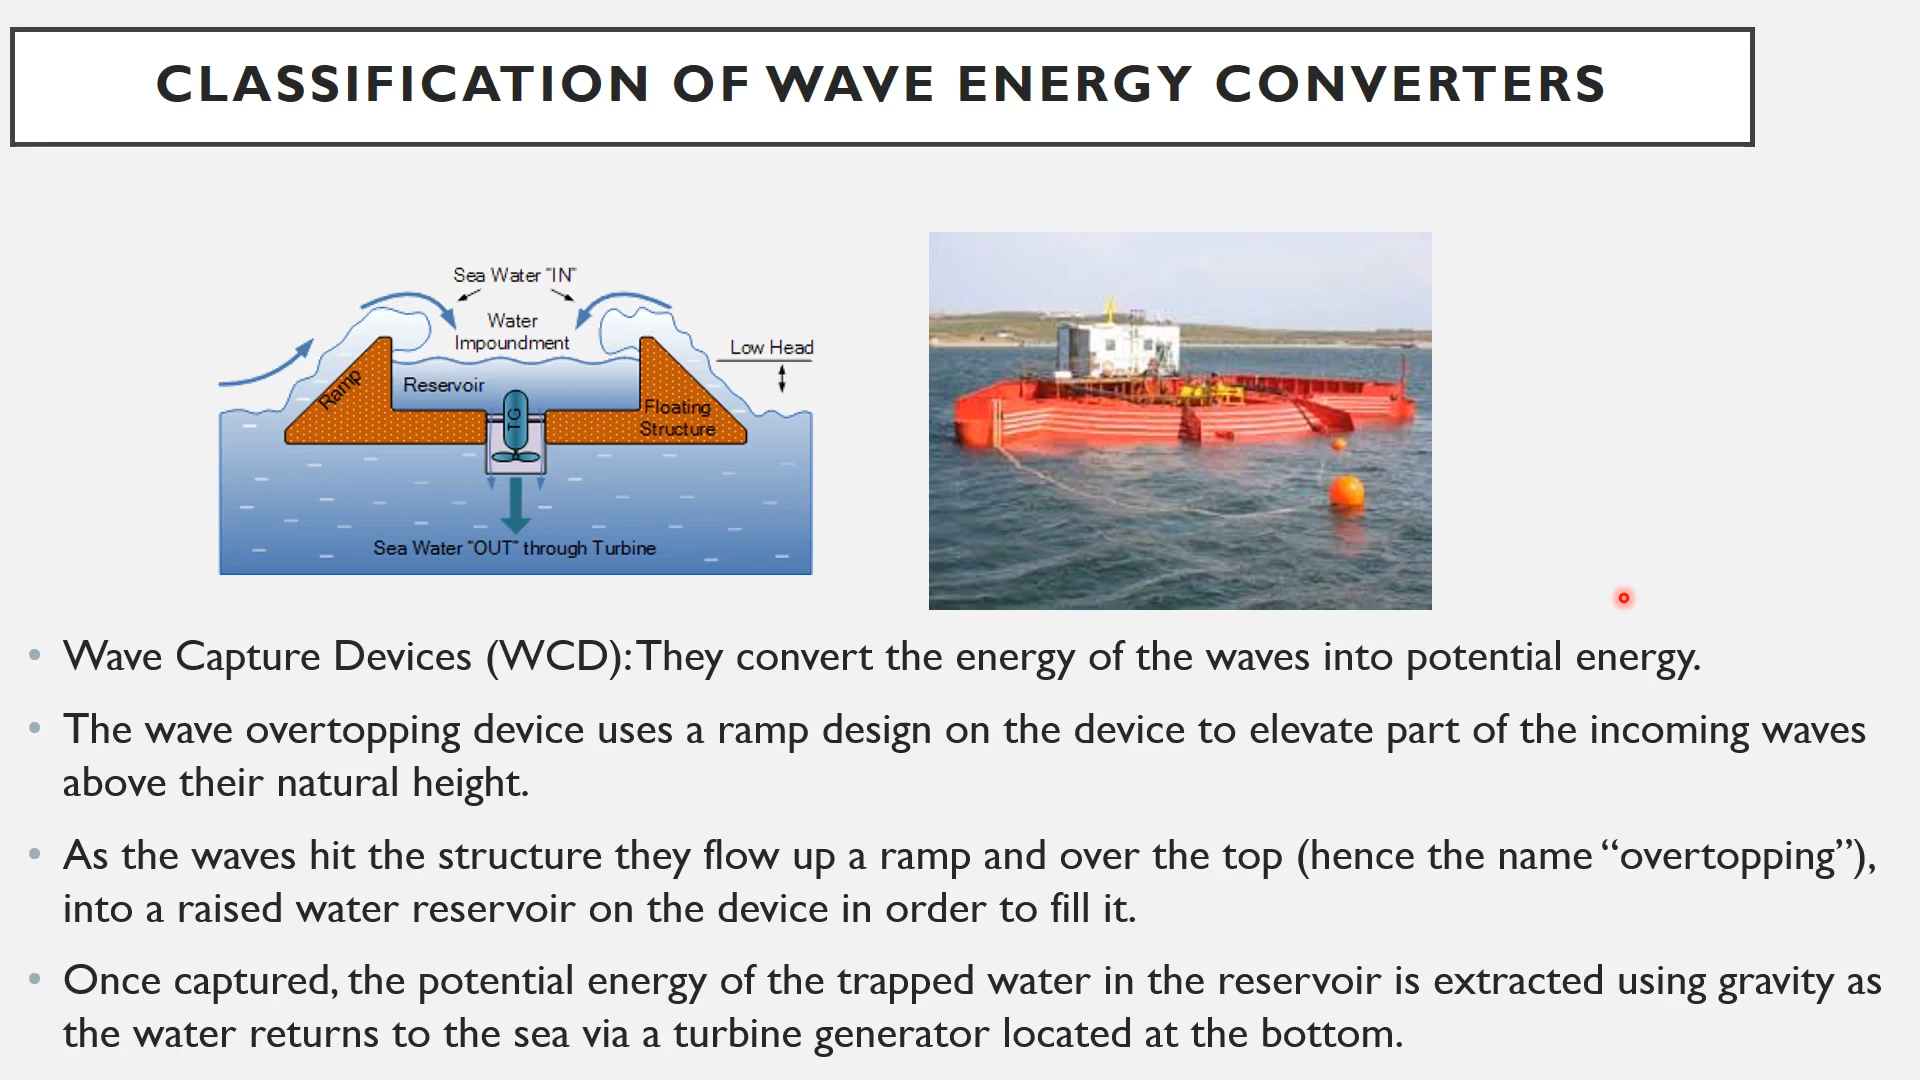 CLASSIFICATION OF WAVE ENERGY CONVERTERS
Sea Water "IN"
Water
Impoundment
Low Head
Reservoir
Ramp
TG
Floating
Structure
Sea Water "OUT" through Turbine
• Wave Capture Devices (WCD): They convert the energy of the waves into potential energy.
• The wave overtopping device uses a ramp design on the device to elevate part of the incoming waves
above their natural height.
• As the waves hit the structure they flow up a ramp and over the top (hence the name “overtopping”),
into a raised water reservoir on the device in order to fill it.
• Once captured, the potential energy of the trapped water in the reservoir is extracted using gravity as
the water returns to the sea via a turbine generator located at the bottom.